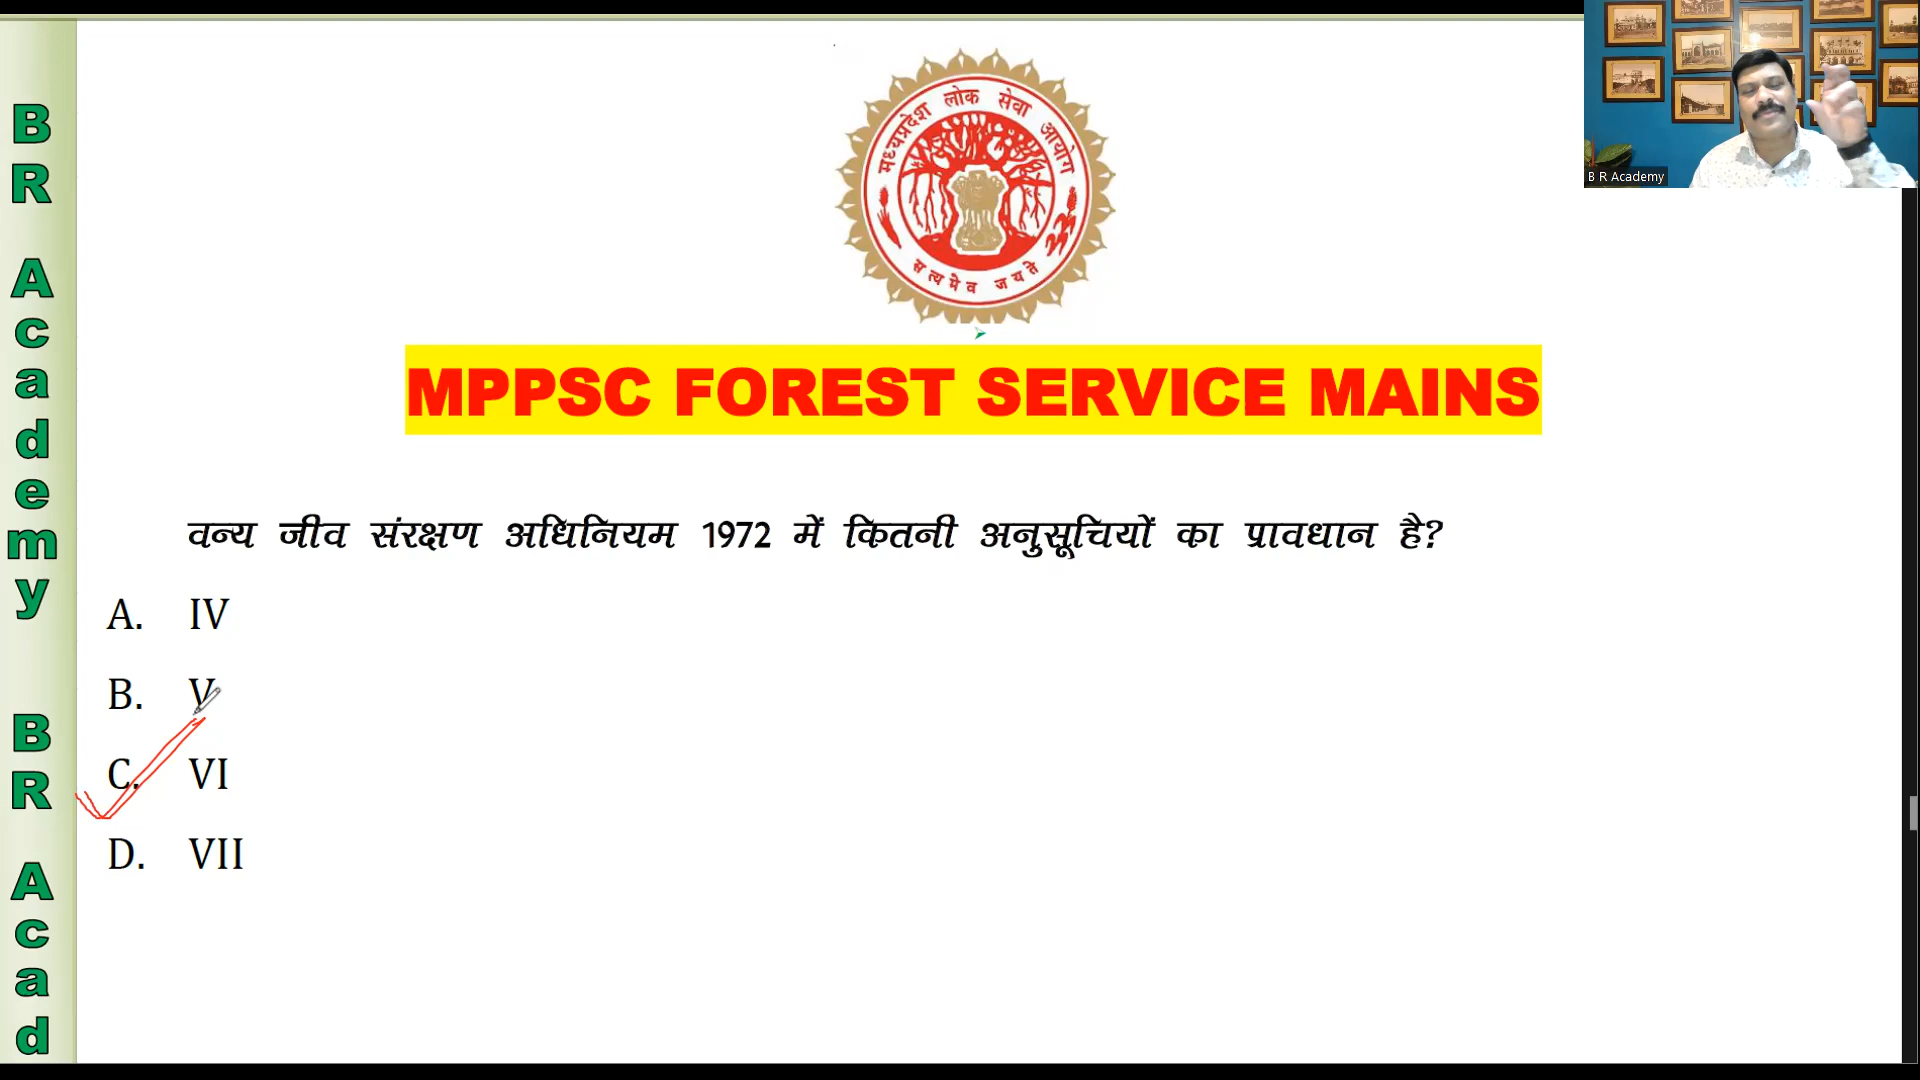 B R Academy
मध्यप्रदेश लोक सेवा आयोग
सत्यमेव जयते
B R Academy
MPPSC FOREST SERVICE MAINS
वन्य जीव संरक्षण अधिनियम 1972 में कितनी अनुसूचियों का प्रावधान है?
A. IV
B. V
C. VI
D. VII
B R Acad